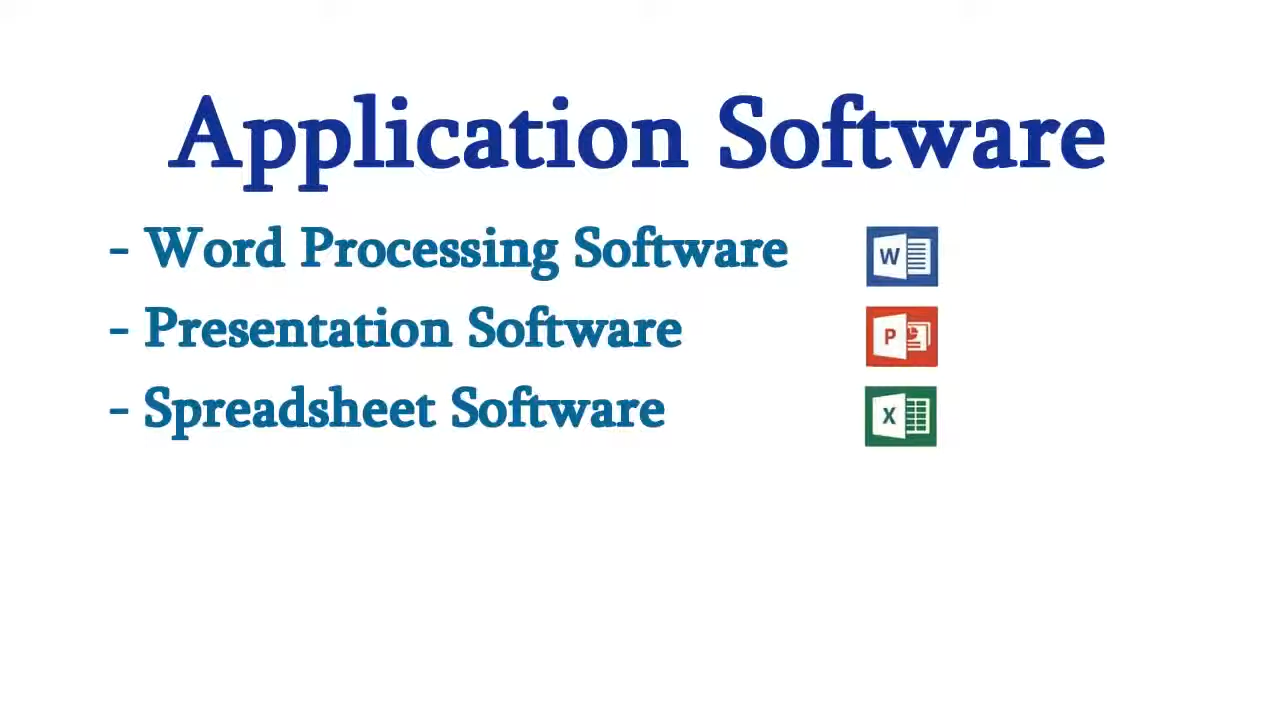 Application Software
- Word Processing Software
W
- Presentation Software
P
- Spreadsheet Software
X